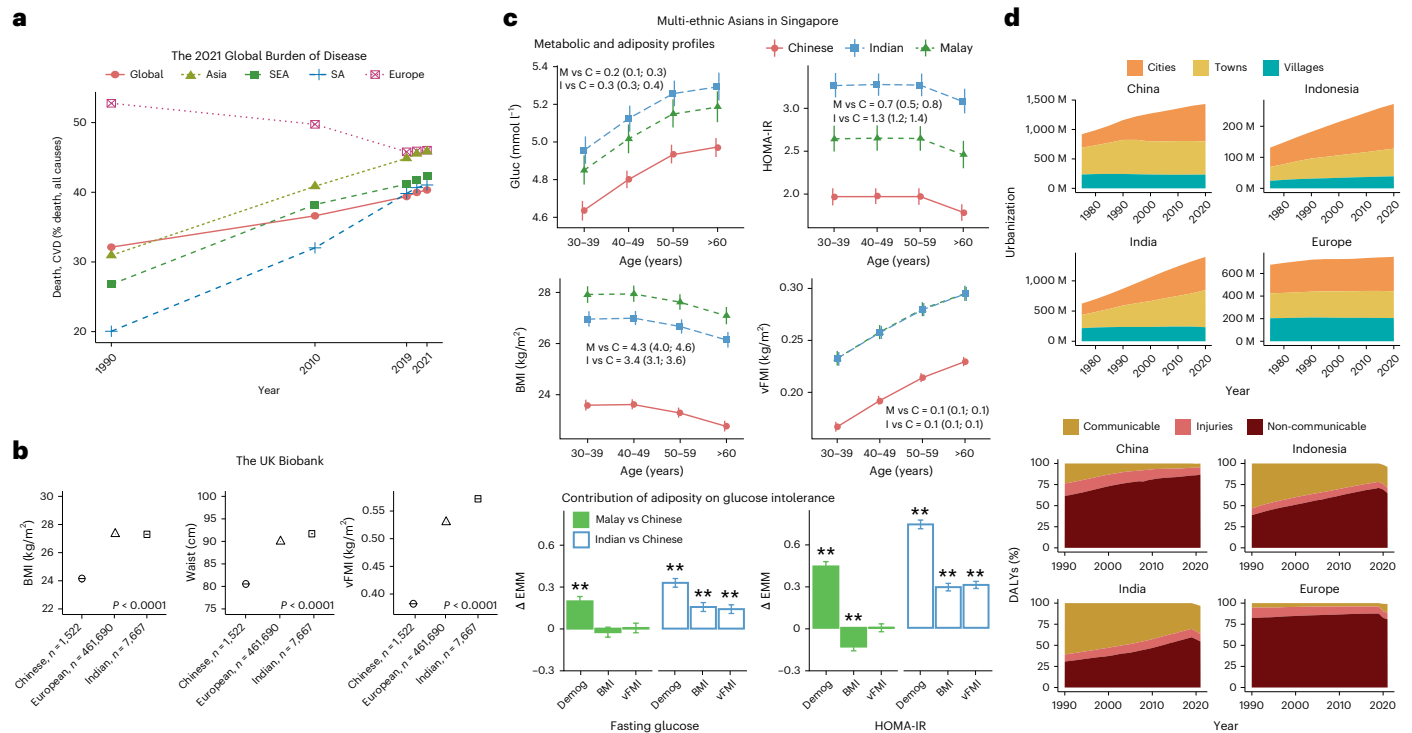 a
The 2021 Global Burden of Disease
Global Asia SEA SA Europe
Death, CVD (% death, all causes)
50
40
30
20
1990 2010 2019 2021
Year
b
The UK Biobank
BMI (kg/m²)
30
28
26
24
22
P < 0.0001
Chinese, n = 1,522
European, n = 461,690
Indian, n = 7,667
Waist (cm)
100
95
90
85
80
75
P < 0.0001
Chinese, n = 1,522
European, n = 461,690
Indian, n = 7,667
vFMI (kg/m²)
0.55
0.50
0.45
0.40
P < 0.0001
Chinese, n = 1,522
European, n = 461,690
Indian, n = 7,667
c
Multi-ethnic Asians in Singapore
Metabolic and adiposity profiles
Chinese Indian Malay
Gluc (mmol l⁻¹)
5.4
5.2
5.0
4.8
4.6
M vs C = 0.2 (0.1; 0.3)
I vs C = 0.3 (0.3; 0.4)
30–39 40–49 50–59 >60
Age (years)
HOMA-IR
3.0
2.5
2.0
M vs C = 0.7 (0.5; 0.8)
I vs C = 1.3 (1.2; 1.4)
30–39 40–49 50–59 >60
Age (years)
BMI (kg/m²)
28
26
24
M vs C = 4.3 (4.0; 4.6)
I vs C = 3.4 (3.1; 3.6)
30–39 40–49 50–59 >60
Age (years)
vFMI (kg/m²)
0.30
0.25
0.20
M vs C = 0.1 (0.1; 0.1)
I vs C = 0.1 (0.1; 0.1)
30–39 40–49 50–59 >60
Age (years)
Contribution of adiposity on glucose intolerance
Malay vs Chinese
Indian vs Chinese
Δ EMM
0.6
0.3
0
–0.3
** ** ** **
Demog BMI vFMI Demog BMI vFMI
Fasting glucose
Δ EMM
0.6
0.3
0
–0.3
** ** ** ** **
Demog BMI vFMI Demog BMI vFMI
HOMA-IR
d
Cities Towns Villages
Urbanization
China
1,500 M
1,000 M
500 M
0 M
1980 1990 2000 2010 2020
Indonesia
200 M
100 M
0 M
1980 1990 2000 2010 2020
India
1,000 M
500 M
0 M
1980 1990 2000 2010 2020
Europe
600 M
400 M
200 M
0 M
1980 1990 2000 2010 2020
Year
Communicable Injuries Non-communicable
DALYs (%)
China
100
75
50
25
0
Indonesia
100
75
50
25
0
India
100
75
50
25
0
1990 2000 2010 2020
Europe
100
75
50
25
0
1990 2000 2010 2020
Year